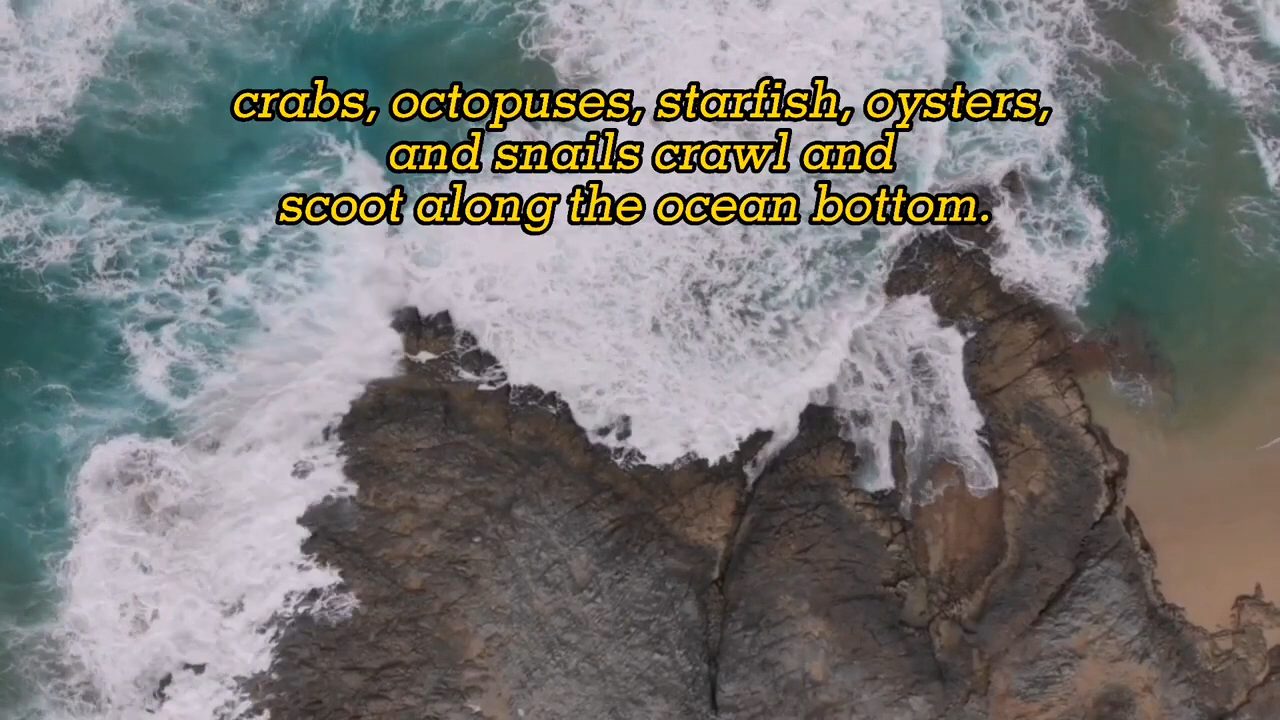 crabs, octopuses, starfish, oysters,
and snails crawl and
scoot along the ocean bottom.